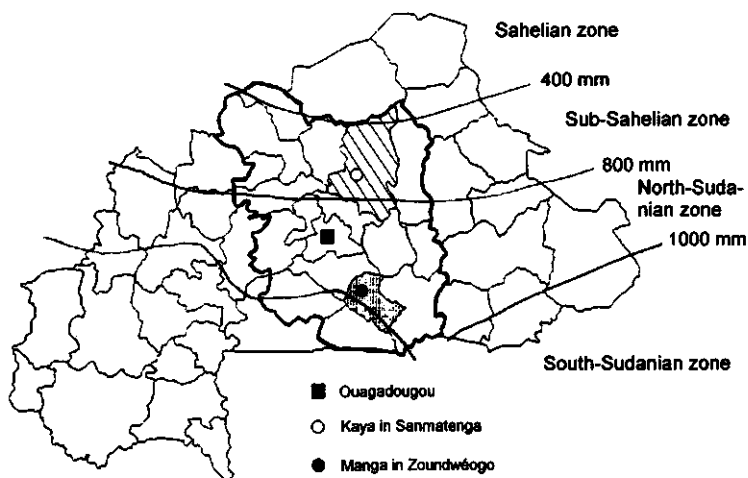 Sahelian zone
400 mm
Sub-Sahelian zone
800 mm
North-Suda-
nian zone
1000 mm
South-Sudanian zone
Ouagadougou
Kaya in Sanmatenga
Manga in Zoundwéogo